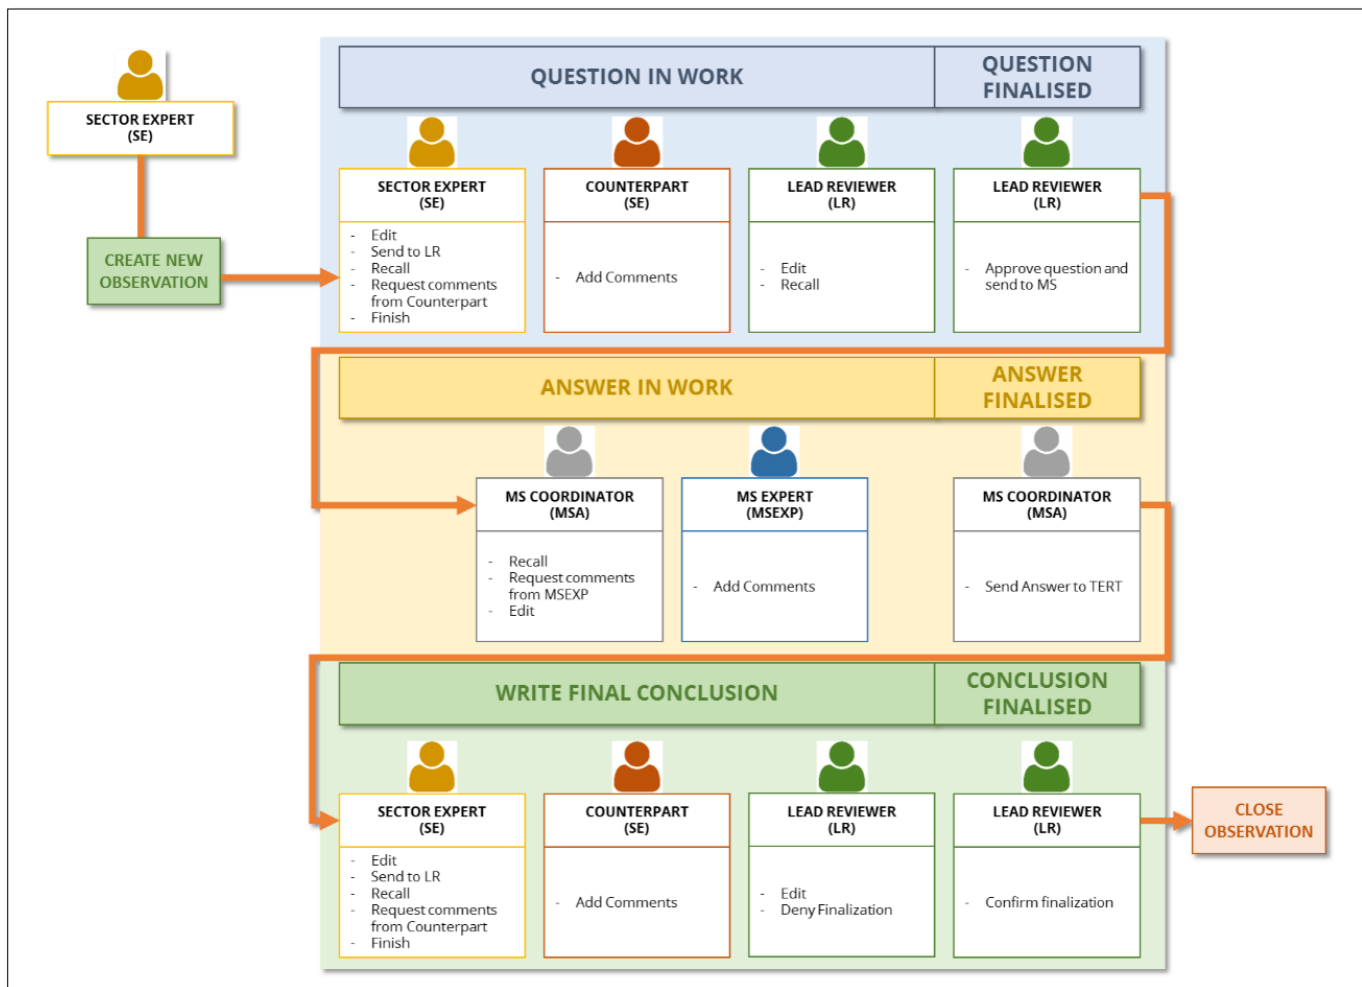 SECTOR EXPERT
(SE)
CREATE NEW
OBSERVATION
QUESTION IN WORK
QUESTION
FINALISED
SECTOR EXPERT
(SE)
- Edit
- Send to LR
- Recall
- Request comments
from Counterpart
- Finish
COUNTERPART
(SE)
- Add Comments
LEAD REVIEWER
(LR)
- Edit
- Recall
LEAD REVIEWER
(LR)
- Approve question and
send to MS
ANSWER IN WORK
ANSWER
FINALISED
MS COORDINATOR
(MSA)
- Recall
- Request comments
from MSEXP
- Edit
MS EXPERT
(MSEXP)
- Add Comments
MS COORDINATOR
(MSA)
- Send Answer to TERT
WRITE FINAL CONCLUSION
CONCLUSION
FINALISED
SECTOR EXPERT
(SE)
- Edit
- Send to LR
- Recall
- Request comments
from Counterpart
- Finish
COUNTERPART
(SE)
- Add Comments
LEAD REVIEWER
(LR)
- Edit
- Deny Finalization
LEAD REVIEWER
(LR)
- Confirm finalization
CLOSE
OBSERVATION